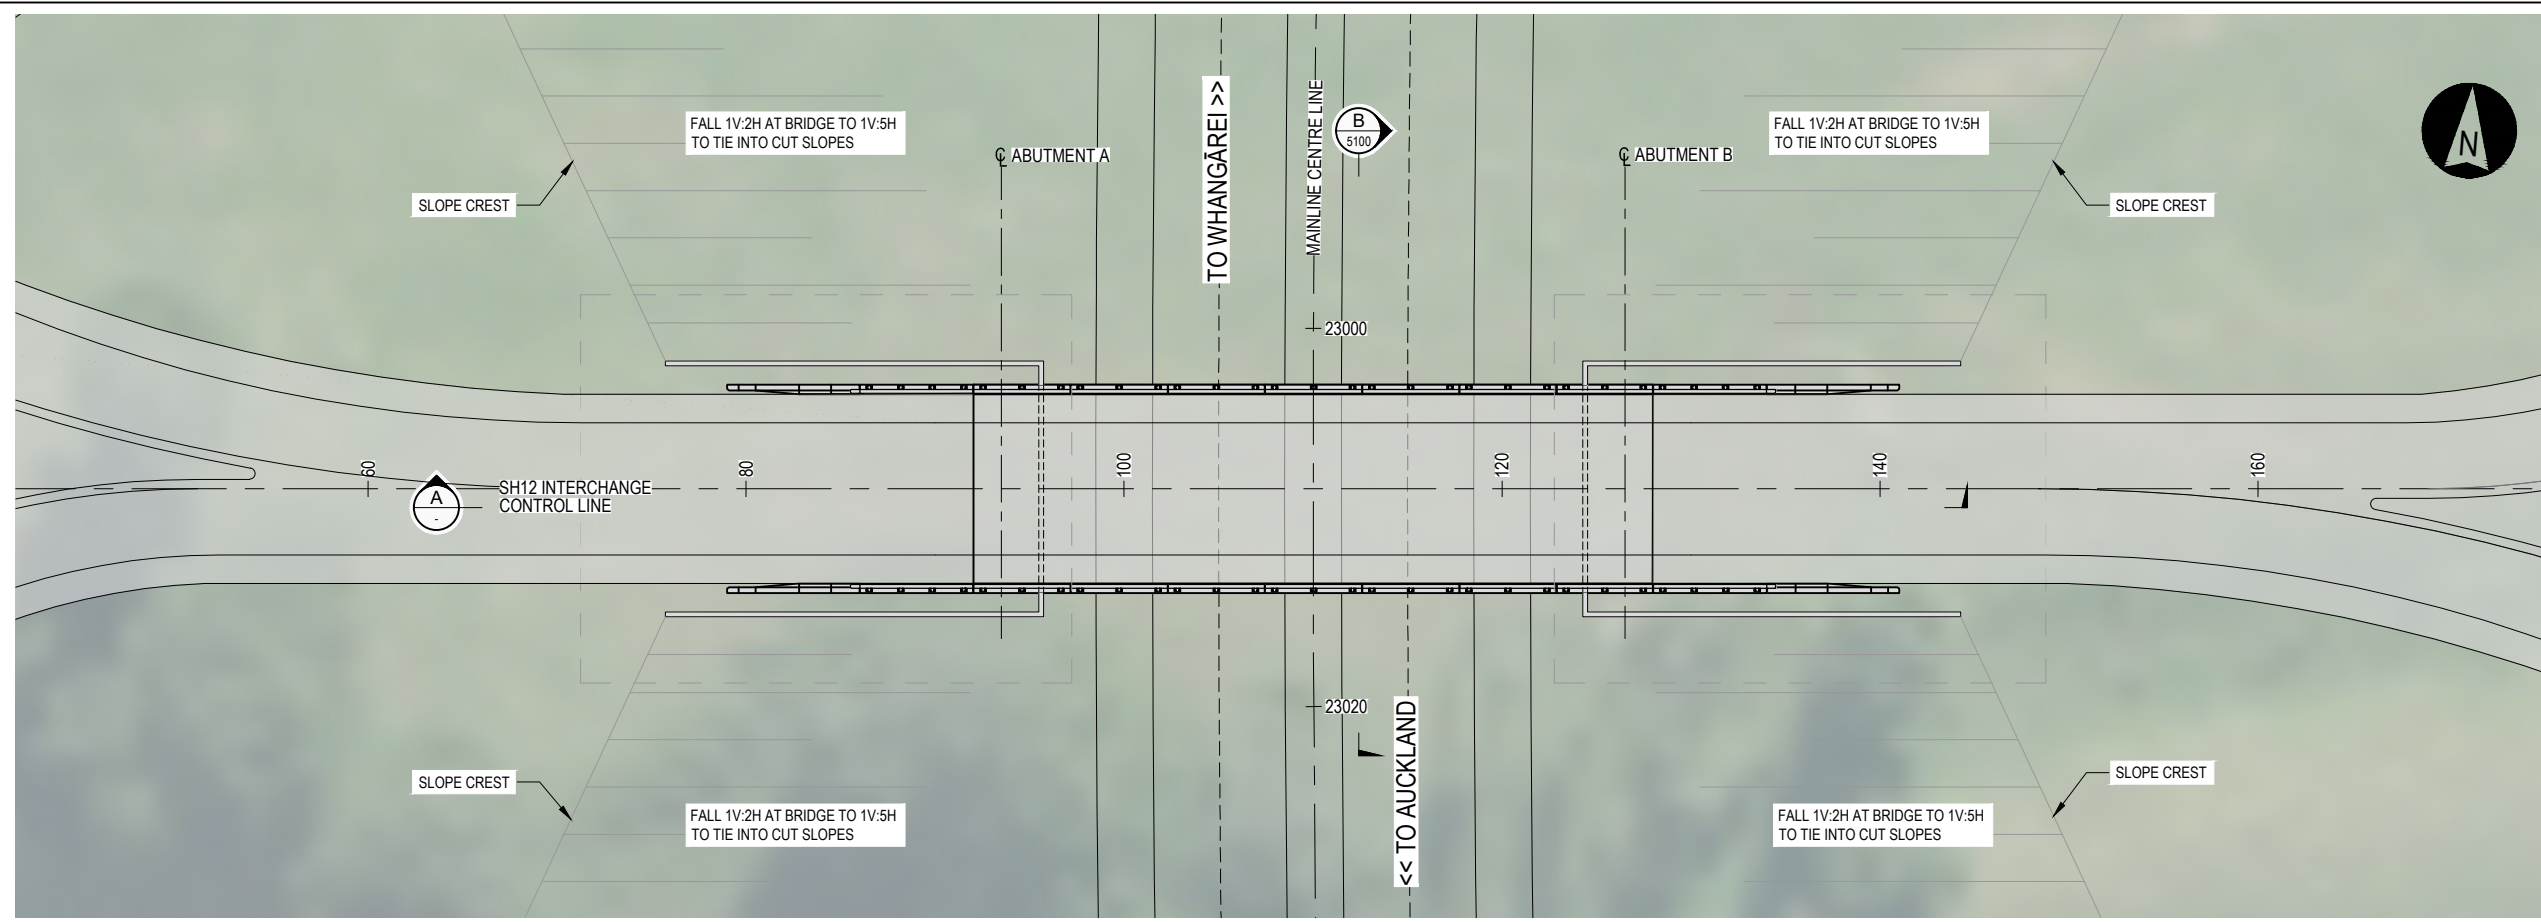 FALL 1V:2H AT BRIDGE TO 1V:5H
TO TIE INTO CUT SLOPES
SLOPE CREST
℄ ABUTMENT A
TO WHANGĀREI >>
MAINLINE CENTRE LINE
B
5100
℄ ABUTMENT B
FALL 1V:2H AT BRIDGE TO 1V:5H
TO TIE INTO CUT SLOPES
SLOPE CREST
N
23000
60
80
100
120
140
160
A
-
SH12 INTERCHANGE
CONTROL LINE
23020
<< TO AUCKLAND
SLOPE CREST
FALL 1V:2H AT BRIDGE TO 1V:5H
TO TIE INTO CUT SLOPES
FALL 1V:2H AT BRIDGE TO 1V:5H
TO TIE INTO CUT SLOPES
SLOPE CREST